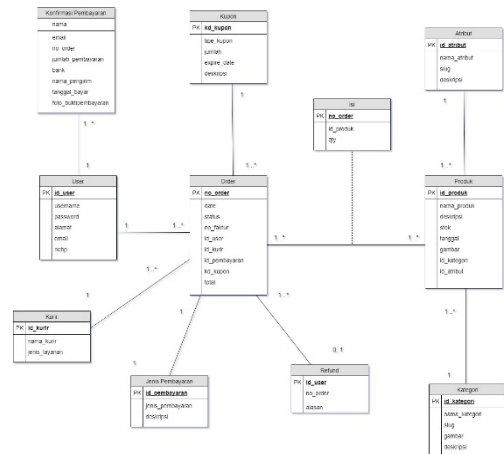 Konfirmasi Pembayaran
nama
email
no_order
jumlah_pembayaran
bank
nama_pengirim
tanggal_bayar
foto_buktipembayaran
Kupon
PK kd_kupon
tipe_kupon
jumlah
expire_date
deskripsi
Atribut
PK id_atribut
nama_atribut
slug
deskripsi
isi
PK no_order
id_produk
qty
User
PK id_user
username
password
alamat
email
nohp
Order
PK no_order
date
status
no_faktur
id_user
id_kurir
id_pembayaran
kd_kupon
total
Produk
PK id_produk
nama_produk
deskripsi
stok
tanggal
gambar
id_kategori
id_atribut
Kurir
PK id_kurir
nama_kurir
jenis_layanan
Jenis Pembayaran
PK id_pembayaran
jenis_pembayaran
deskripsi
Refund
PK id_user
no_order
alasan
Kategori
PK id_kategori
nama_kategori
slug
gambar
deskripsi
1..*
1
1
1..*
1
1..*
1
1..*
1..*
1..*
1..*
1
1..*
1
1..*
0..1
1..*
1